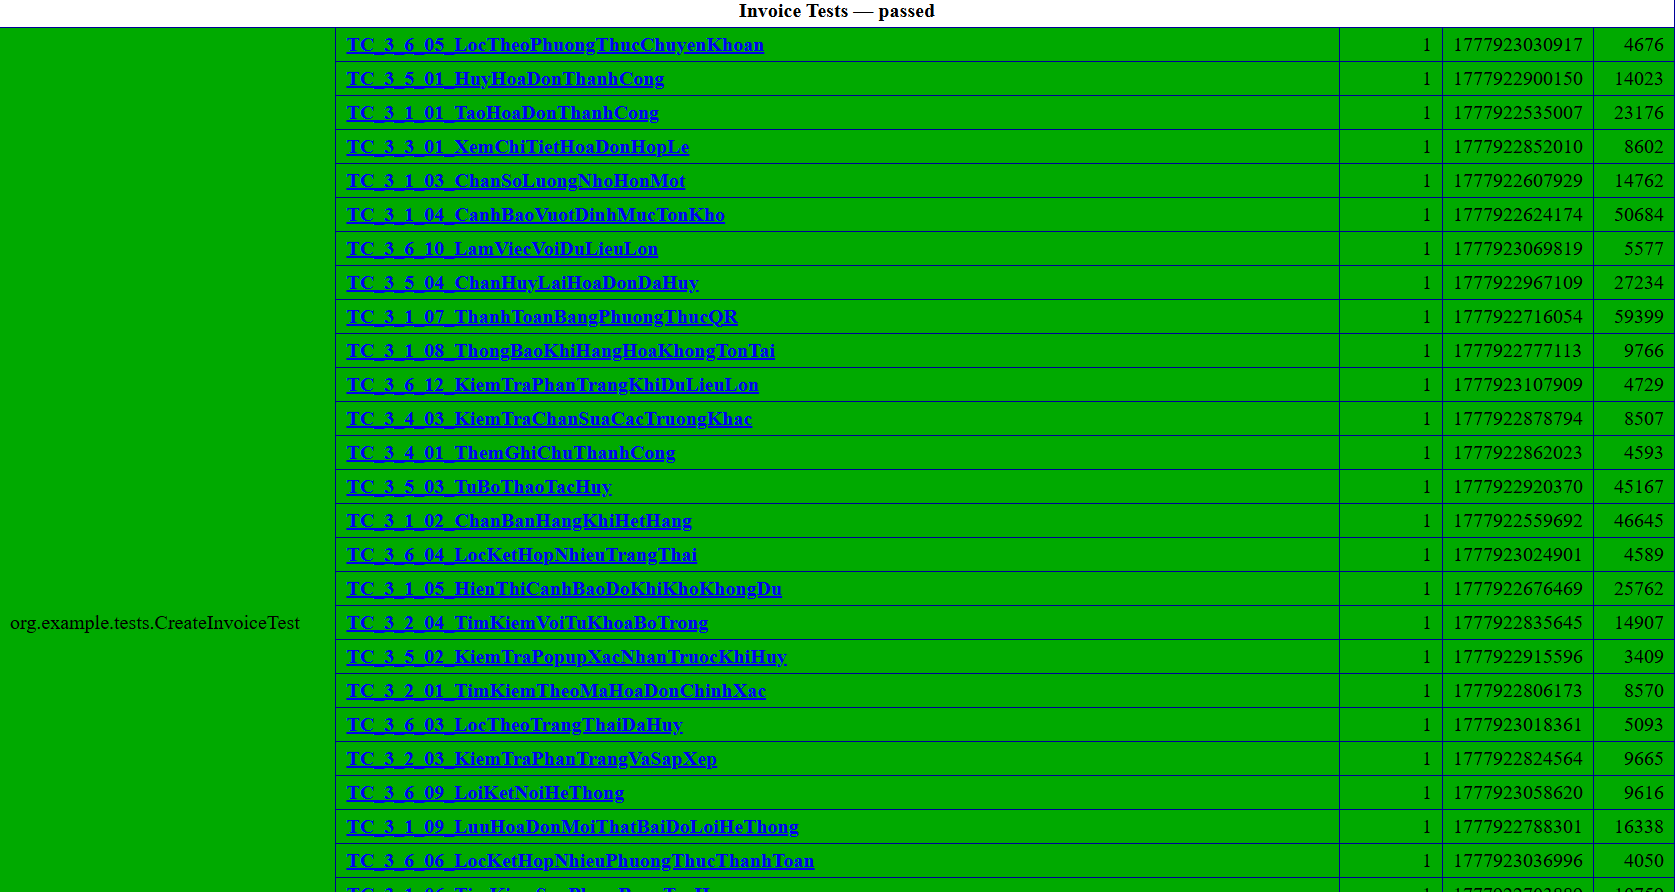 Invoice Tests — passed
TC_3_6_05_LocTheoPhuongThucChuyenKhoan 1 1777923030917 4676
TC_3_5_01_HuyHoaDonThanhCong 1 1777922900150 14023
TC_3_1_01_TaoHoaDonThanhCong 1 1777922535007 23176
TC_3_3_01_XemChiTietHoaDonHopLe 1 1777922852010 8602
TC_3_1_03_ChanSoLuongNhoHonMot 1 1777922607929 14762
TC_3_1_04_CanhBaoVuotDinhMucTonKho 1 1777922624174 50684
TC_3_6_10_LamViecVoiDuLieuLon 1 1777923069819 5577
TC_3_5_04_ChanHuyLaiHoaDonDaHuy 1 1777922967109 27234
TC_3_1_07_ThanhToanBangPhuongThucQR 1 1777922716054 59399
TC_3_1_08_ThongBaoKhiHangHoaKhongTonTai 1 1777922777113 9766
TC_3_6_12_KiemTraPhanTrangKhiDuLieuLon 1 1777923107909 4729
TC_3_4_03_KiemTraChanSuaCacTruongKhac 1 1777922878794 8507
TC_3_4_01_ThemGhiChuThanhCong 1 1777922862023 4593
TC_3_5_03_TuBoThaoTacHuy 1 1777922920370 45167
TC_3_1_02_ChanBanHangKhiHetHang 1 1777922559692 46645
TC_3_6_04_LocKetHopNhieuTrangThai 1 1777923024901 4589
TC_3_1_05_HienThiCanhBaoDoKhiKhoKhongDu 1 1777922676469 25762
org.example.tests.CreateInvoiceTest TC_3_2_04_TimKiemVoiTuKhoaBoTrong 1 1777922835645 14907
TC_3_5_02_KiemTraPopupXacNhanTruocKhiHuy 1 1777922915596 3409
TC_3_2_01_TimKiemTheoMaHoaDonChinhXac 1 1777922806173 8570
TC_3_6_03_LocTheoTrangThaiDaHuy 1 1777923018361 5093
TC_3_2_03_KiemTraPhanTrangVaSapXep 1 1777922824564 9665
TC_3_6_09_LoiKetNoiHeThong 1 1777923058620 9616
TC_3_1_09_LuuHoaDonMoiThatBaiDoLoiHeThong 1 1777922788301 16338
TC_3_6_06_LocKetHopNhieuPhuongThucThanhToan 1 1777923036996 4050